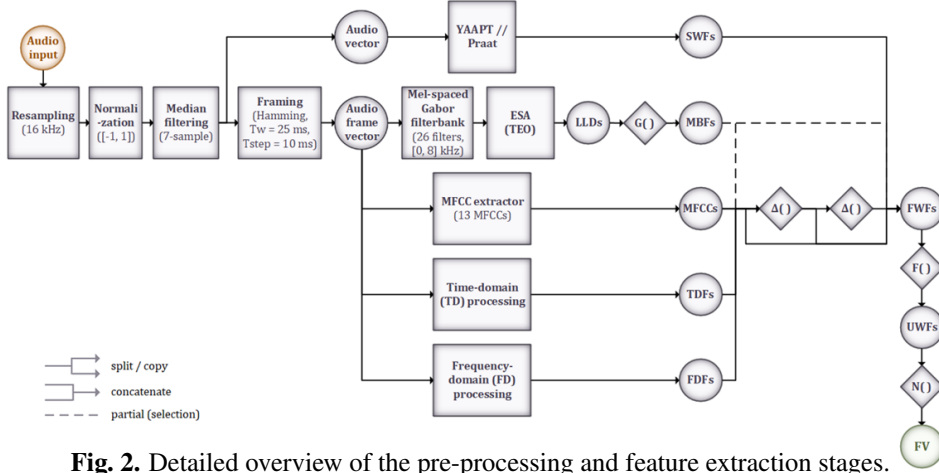 Audio
input
Audio
vector
YAAPT //
Praat
SWFs
Resampling
(16 kHz)
Normali
-zation
([-1, 1])
Median
filtering
(7-sample)
Framing
(Hamming,
Tw = 25 ms,
Tstep = 10 ms)
Audio
frame
vector
Mel-spaced
Gabor
filterbank
(26 filters,
[0, 8] kHz)
ESA
(TEO)
LLDs
G( )
MBFs
MFCC extractor
(13 MFCCs)
MFCCs
Δ( )
Δ( )
FWFs
F( )
Time-domain
(TD) processing
TDFs
UWFs
Frequency-
domain (FD)
processing
FDFs
N( )
FV
split / copy
concatenate
partial (selection)
Fig. 2. Detailed overview of the pre-processing and feature extraction stages.